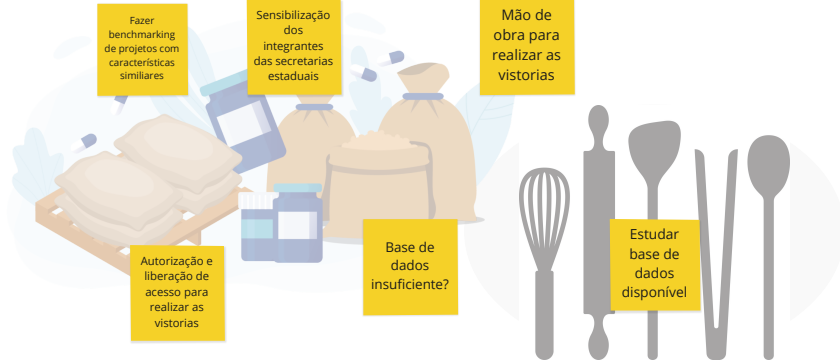 Fazer
benchmarking
de projetos com
características
similiares
Sensibilização
dos
integrantes
das secretarias
estaduais
Mão de
obra para
realizar as
vistorias
Autorização e
liberação de
acesso para
realizar as
vistorias
Base de
dados
insuficiente?
Estudar
base de
dados
disponível